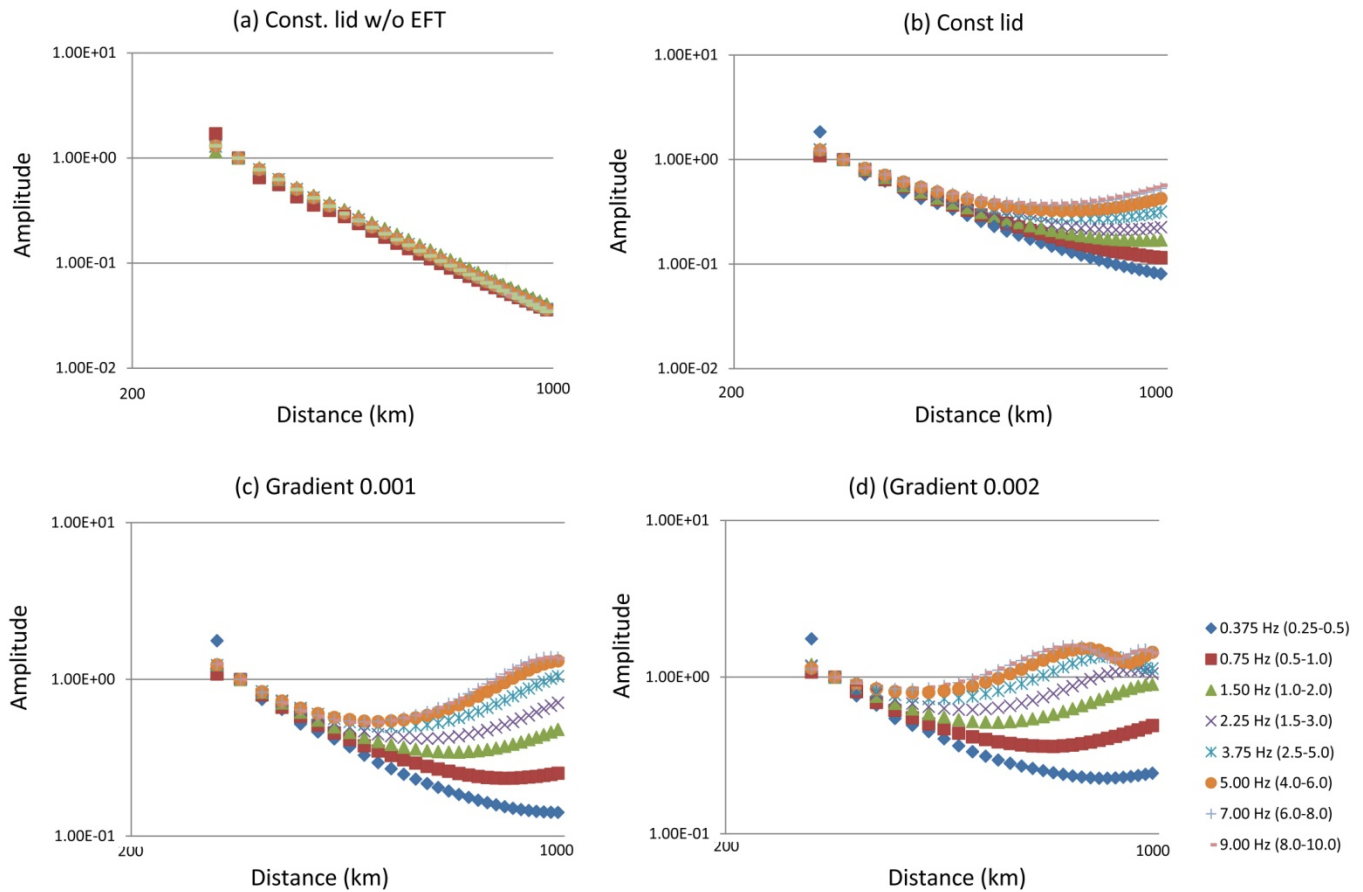 (a) Const. lid w/o EFT
1.00E+01
1.00E+00
1.00E-01
1.00E-02
200
1000
Amplitude
Distance (km)
(b) Const lid
1.00E+01
1.00E+00
1.00E-01
1.00E-02
200
1000
Amplitude
Distance (km)
(c) Gradient 0.001
1.00E+01
1.00E+00
1.00E-01
200
1000
Amplitude
Distance (km)
(d) (Gradient 0.002
1.00E+01
1.00E+00
1.00E-01
200
1000
Amplitude
Distance (km)
0.375 Hz (0.25-0.5)
0.75 Hz (0.5-1.0)
1.50 Hz (1.0-2.0)
2.25 Hz (1.5-3.0)
3.75 Hz (2.5-5.0)
5.00 Hz (4.0-6.0)
7.00 Hz (6.0-8.0)
9.00 Hz (8.0-10.0)